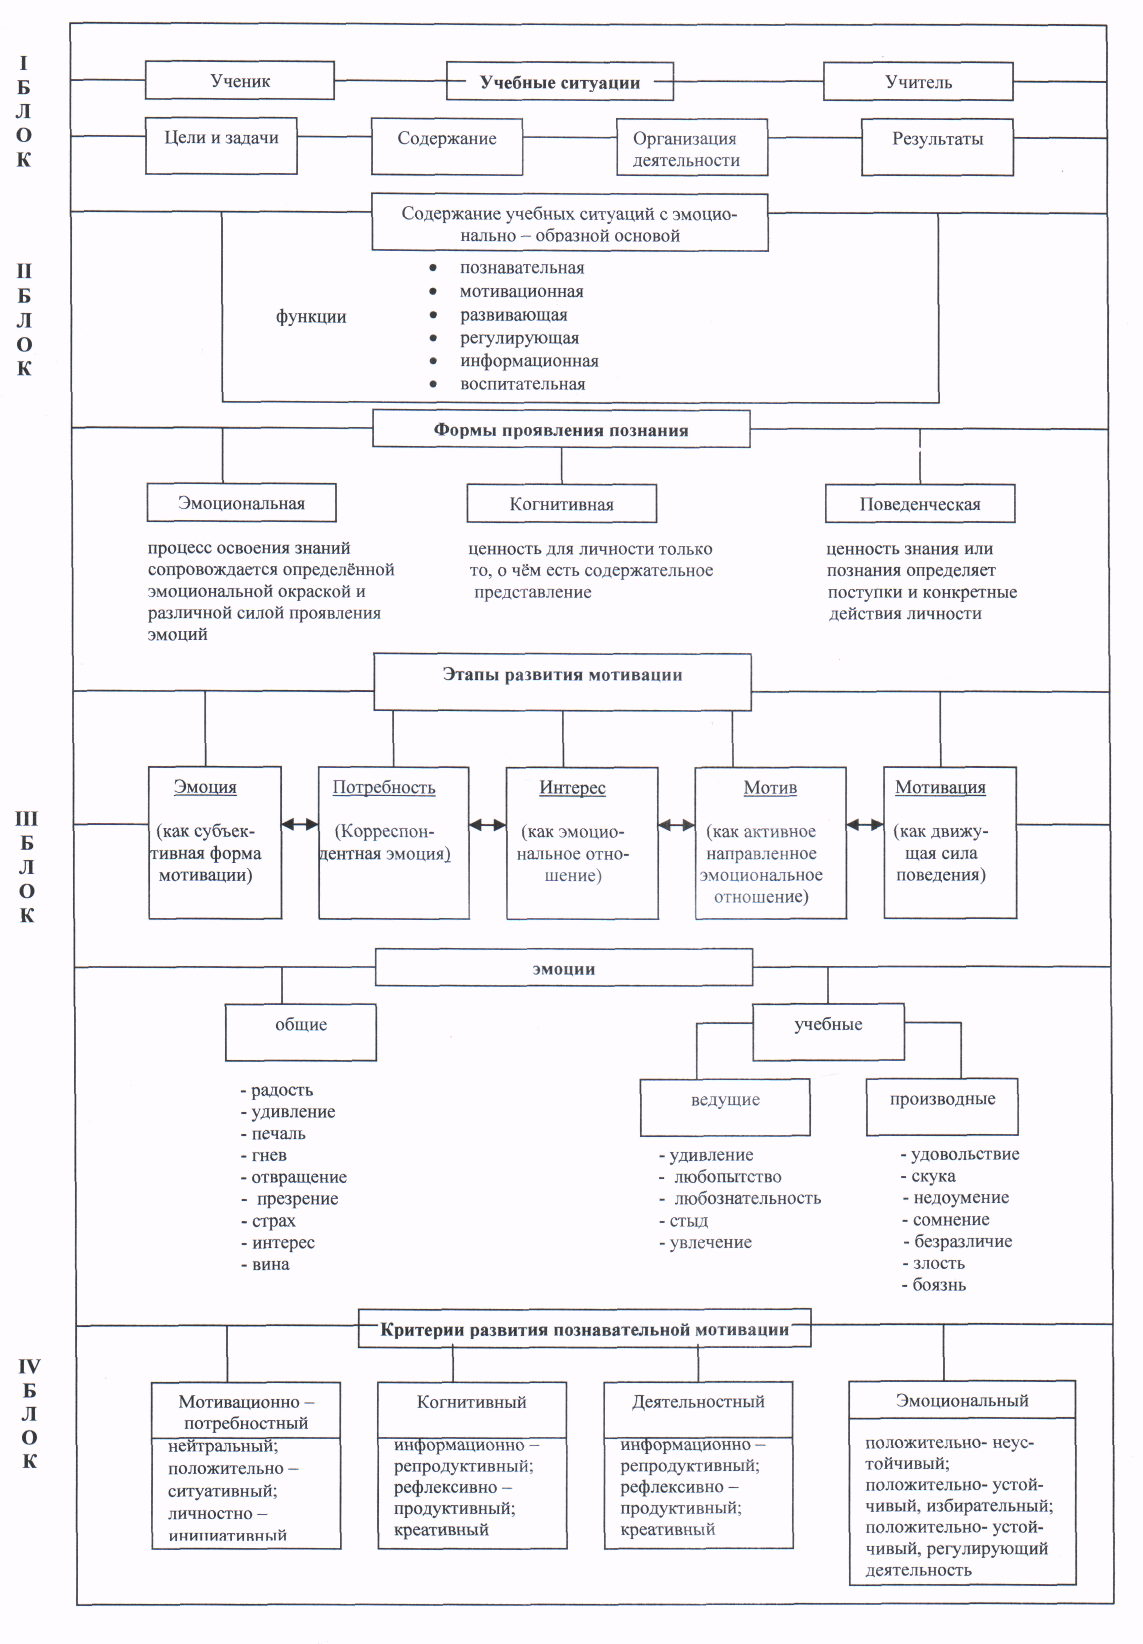 I
Б
Л
О
К
Ученик
Учебные ситуации
Учитель
Цели и задачи
Содержание
Организация
деятельности
Результаты
II
Б
Л
О
К
Содержание учебных ситуаций с эмоцио-
нально – образной основой
функции
• познавательная
• мотивационная
• развивающая
• регулирующая
• информационная
• воспитательная
Формы проявления познания
Эмоциональная
процесс освоения знаний
сопровождается определённой
эмоциональной окраской и
различной силой проявления
эмоций
Когнитивная
ценность для личности только
то, о чём есть содержательное
представление
Поведенческая
ценность знания или
познания определяет
поступки и конкретные
действия личности
III
Б
Л
О
К
Этапы развития мотивации
Эмоция
(как субъек-
тивная форма
мотивации)
Потребность
(Корреспон-
дентная эмоция)
Интерес
(как эмоцио-
нальное отно-
шение)
Мотив
(как активное
направленное
эмоциональное
отношение)
Мотивация
(как движу-
щая сила
поведения)
эмоции
общие
- радость
- удивление
- печаль
- гнев
- отвращение
- презрение
- страх
- интерес
- вина
учебные
ведущие
- удивление
- любопытство
- любознательность
- стыд
- увлечение
производные
- удовольствие
- скука
- недоумение
- сомнение
- безразличие
- злость
- боязнь
IV
Б
Л
О
К
Критерии развития познавательной мотивации
Мотивационно –
потребностный
нейтральный;
положительно –
ситуативный;
личностно –
инициативный
Когнитивный
информационно –
репродуктивный;
рефлексивно –
продуктивный;
креативный
Деятельностный
информационно –
репродуктивный;
рефлексивно –
продуктивный;
креативный
Эмоциональный
положительно- неус-
тойчивый;
положительно- устой-
чивый, избирательный;
положительно- устой-
чивый, регулирующий
деятельность